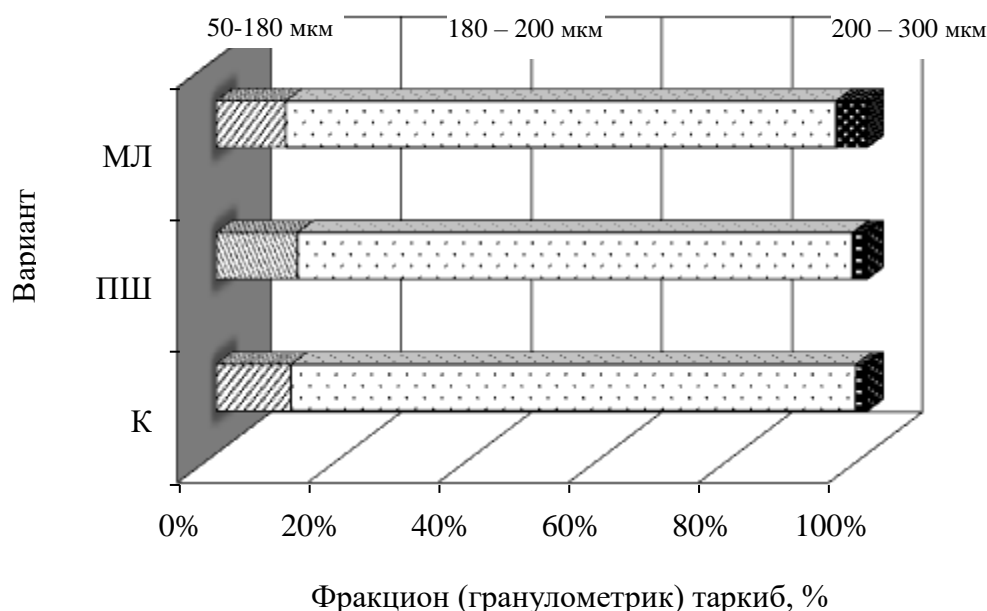 50-180 мкм 180 – 200 мкм 200 – 300 мкм
Вариант
МЛ
ПШ
К
0% 20% 40% 60% 80% 100%
Фракцион (гранулометрик) таркиб, %